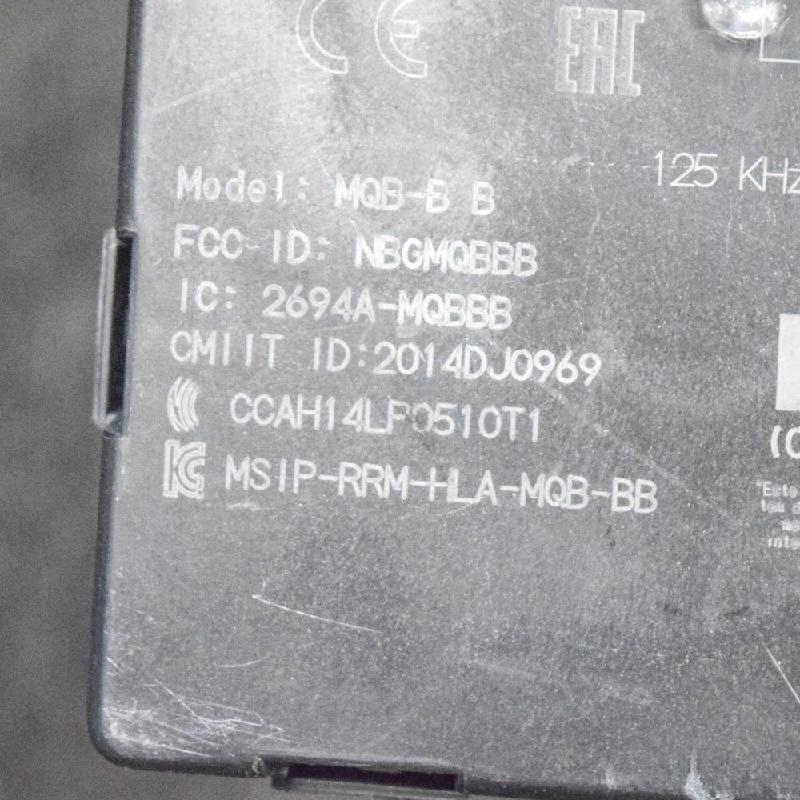 CE EAC
125 KHz
Model: MQB-B B
FCC ID: NBGMQBBB
IC: 2694A-MQBBB
CMIIT ID:2014DJ0969
CCAH14LP0510T1
MSIP-RRM-HLA-MQB-BB
"Este